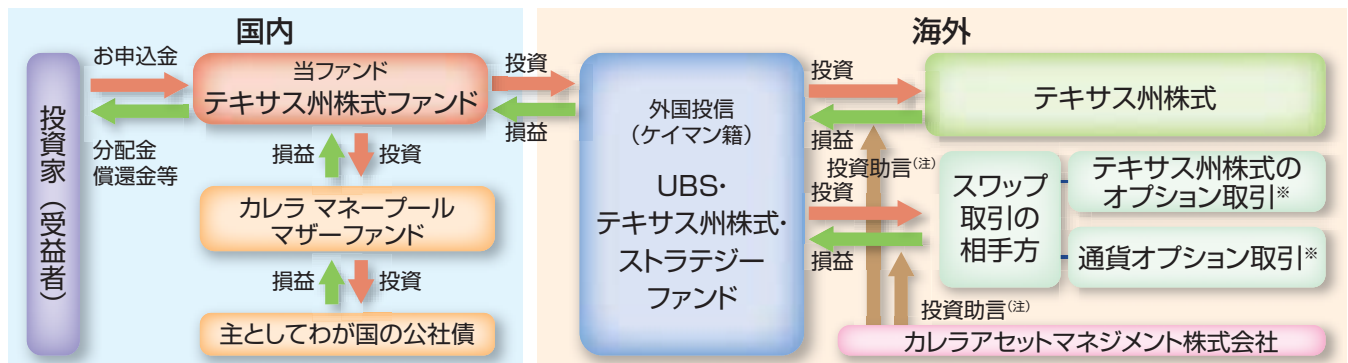 国内
海外
お申込金
分配金
償還金等
投資家（受益者）
当ファンド
テキサス州株式ファンド
損益
投資
カレラ マネープール
マザーファンド
損益
投資
主としてわが国の公社債
投資
損益
外国投信
（ケイマン籍）
UBS・
テキサス州株式・
ストラテジー
ファンド
投資
損益
テキサス州株式
投資助言(注)
投資
損益
スワップ
取引の
相手方
テキサス州株式の
オプション取引※
通貨オプション取引※
投資助言(注)
カレラアセットマネジメント株式会社